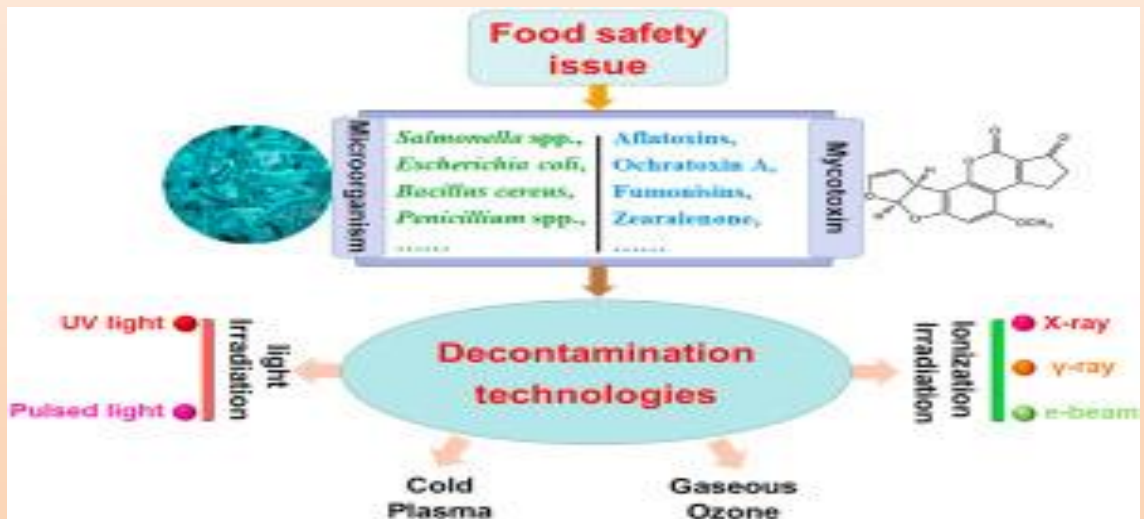 Food safety
issue
Microorganism
Salmonella spp.,
Escherichia coli,
Bacillus cereus,
Penicillium spp.,
......
Aflatoxins,
Ochratoxin A,
Fumonisins,
Zearalenone,
......
Mycotoxin
O
O
O
H
O
H
O
OCH₃
Decontamination
technologies
UV light
Pulsed light
light
Irradiation
Ionization
Irradiation
X-ray
γ-ray
e-beam
Cold
Plasma
Gaseous
Ozone